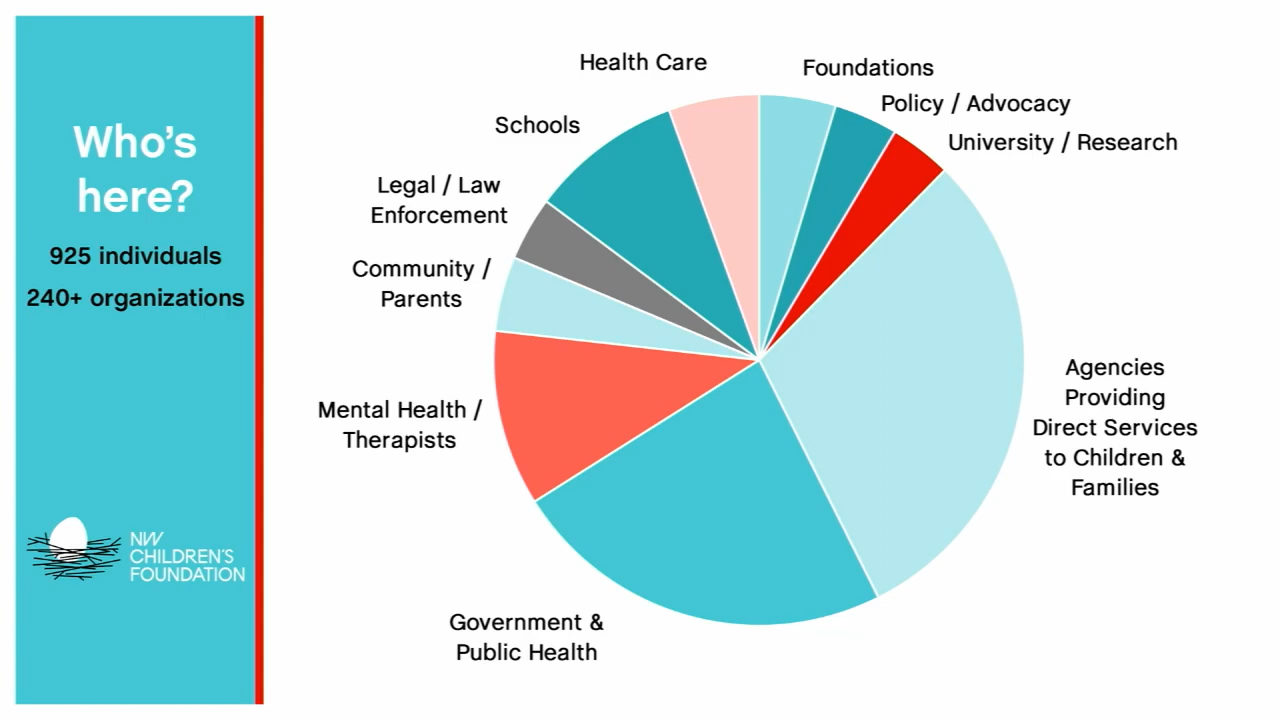 Who's
here?
925 individuals
240+ organizations
NW
CHILDREN'S
FOUNDATION
Health Care
Foundations
Policy / Advocacy
University / Research
Schools
Legal / Law
Enforcement
Community /
Parents
Mental Health /
Therapists
Agencies
Providing
Direct Services
to Children &
Families
Government &
Public Health